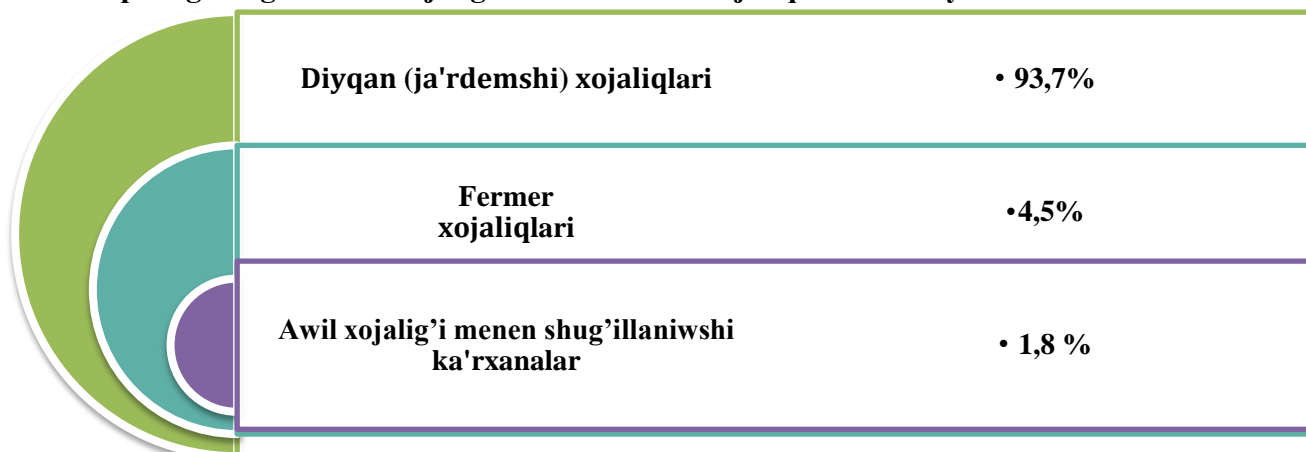 Diyqan (ja'rdemshi) xojaliqlari • 93,7%
Fermer
xojaliqlari
•4,5%
Awil xojalig’i menen shug’illaniwshi
ka'rxanalar
• 1,8 %